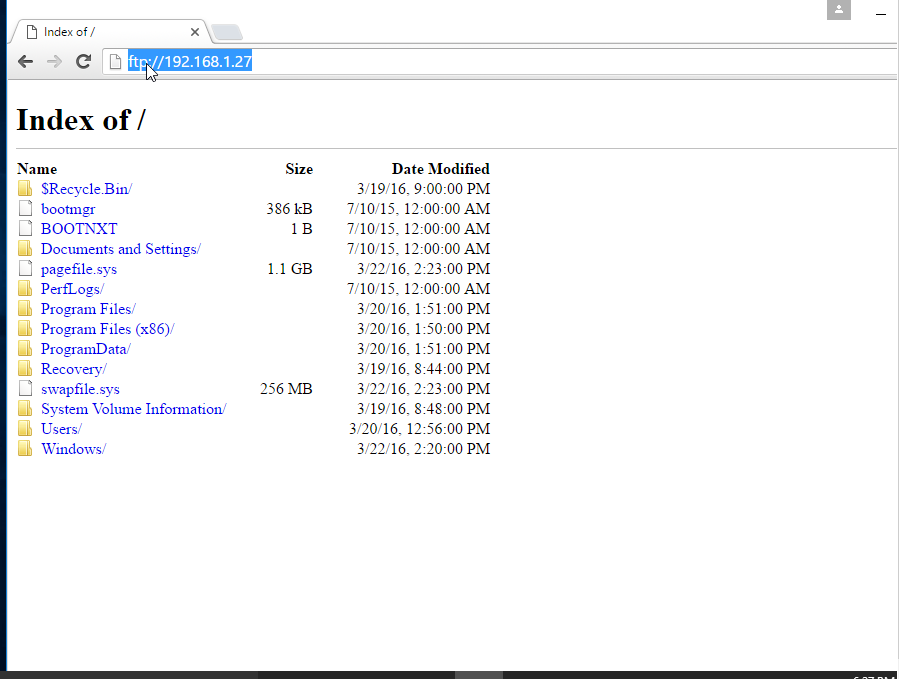 Index of /
ftp://192.168.1.27
Index of /
Name Size Date Modified
$Recycle.Bin/ 3/19/16, 9:00:00 PM
bootmgr 386 kB 7/10/15, 12:00:00 AM
BOOTNXT 1 B 7/10/15, 12:00:00 AM
Documents and Settings/ 7/10/15, 12:00:00 AM
pagefile.sys 1.1 GB 3/22/16, 2:23:00 PM
PerfLogs/ 7/10/15, 12:00:00 AM
Program Files/ 3/20/16, 1:51:00 PM
Program Files (x86)/ 3/20/16, 1:50:00 PM
ProgramData/ 3/20/16, 1:51:00 PM
Recovery/ 3/19/16, 8:44:00 PM
swapfile.sys 256 MB 3/22/16, 2:23:00 PM
System Volume Information/ 3/19/16, 8:48:00 PM
Users/ 3/20/16, 12:56:00 PM
Windows/ 3/22/16, 2:20:00 PM